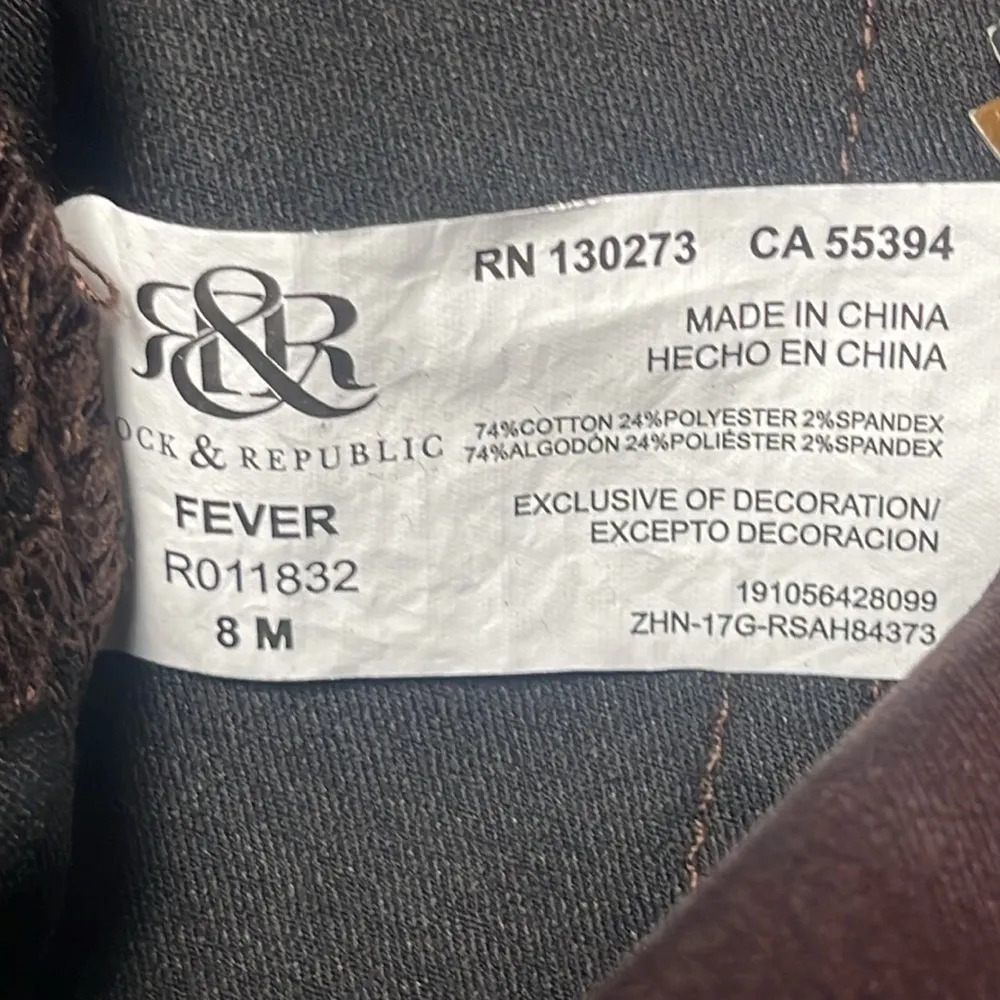 R&R
OCK & REPUBLIC
FEVER
R011832
8 M
RN 130273 CA 55394
MADE IN CHINA
HECHO EN CHINA
74%COTTON 24%POLYESTER 2%SPANDEX
74%ALGODÓN 24%POLIÉSTER 2%SPANDEX
EXCLUSIVE OF DECORATION/
EXCEPTO DECORACION
191056428099
ZHN-17G-RSAH84373